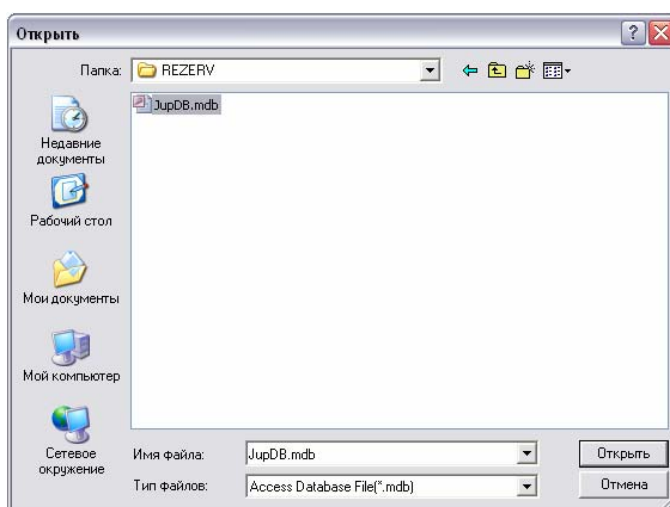 Открыть
Папка:
REZERV
JupDB.mdb
Недавние
документы
Рабочий стол
Мои документы
Мой компьютер
Сетевое
окружение
Имя файла:
JupDB.mdb
Открыть
Тип файлов:
Access Database File(*.mdb)
Отмена